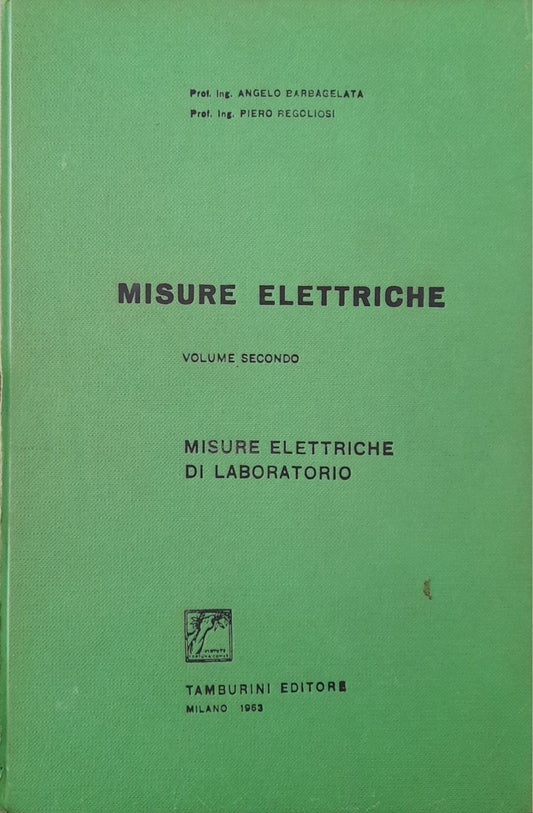 Prof. Ing. ANGELO BARBAGELATA
Prof. Ing. PIERO REGOLIOSI
MISURE ELETTRICHE
VOLUME SECONDO
MISURE ELETTRICHE
DI LABORATORIO
TAMBURINI EDITORE
MILANO 1963